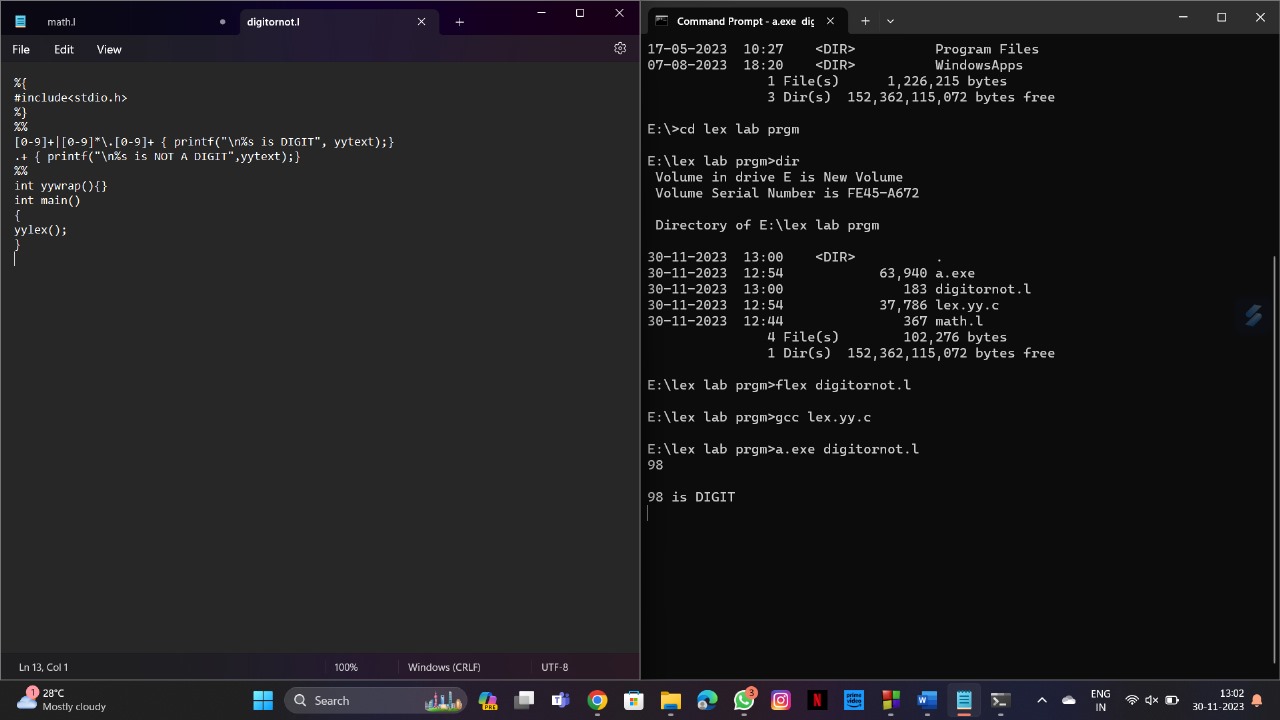 math.l
digitornot.l
File Edit View
%{
#include<stdio.h>
%}
%%
[0-9]+|[0-9]*\.[0-9]+ { printf("\n%s is DIGIT", yytext);}
.+ { printf("\n%s is NOT A DIGIT",yytext);}
%%
int yywrap(){}
int main()
{
yylex();
}
Ln 13, Col 1 100% Windows (CRLF) UTF-8
Command Prompt - a.exe dig
17-05-2023 10:27 <DIR> Program Files
07-08-2023 18:20 <DIR> WindowsApps
1 File(s) 1,226,215 bytes
3 Dir(s) 152,362,115,072 bytes free
E:\>cd lex lab prgm
E:\lex lab prgm>dir
Volume in drive E is New Volume
Volume Serial Number is FE45-A672
Directory of E:\lex lab prgm
30-11-2023 13:00 <DIR> .
30-11-2023 12:54 63,940 a.exe
30-11-2023 13:00 183 digitornot.l
30-11-2023 12:54 37,786 lex.yy.c
30-11-2023 12:44 367 math.l
4 File(s) 102,276 bytes
1 Dir(s) 152,362,115,072 bytes free
E:\lex lab prgm>flex digitornot.l
E:\lex lab prgm>gcc lex.yy.c
E:\lex lab prgm>a.exe digitornot.l
98
98 is DIGIT
1
28°C
Mostly cloudy
Search
PRE
3
N
prime video
W
ENG
IN
13:02
30-11-2023